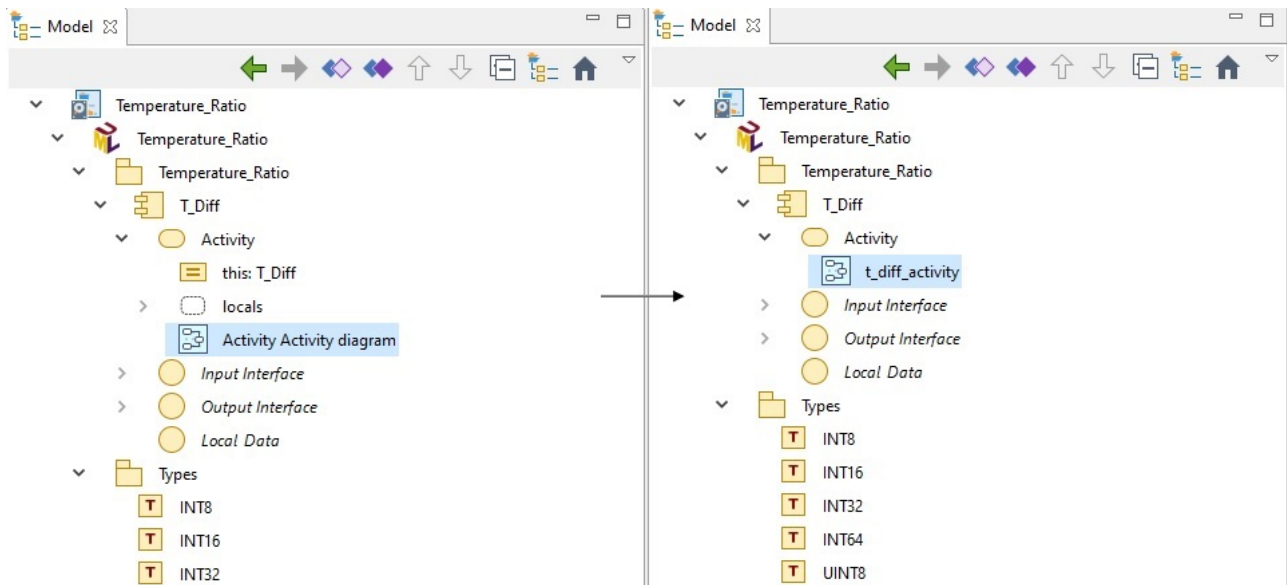 Model
Temperature_Ratio
Temperature_Ratio
Temperature_Ratio
T_Diff
Activity
this: T_Diff
locals
Activity Activity diagram
Input Interface
Output Interface
Local Data
Types
T INT8
T INT16
T INT32
Model
Temperature_Ratio
Temperature_Ratio
Temperature_Ratio
T_Diff
Activity
t_diff_activity
Input Interface
Output Interface
Local Data
Types
T INT8
T INT16
T INT32
T INT64
T UINT8